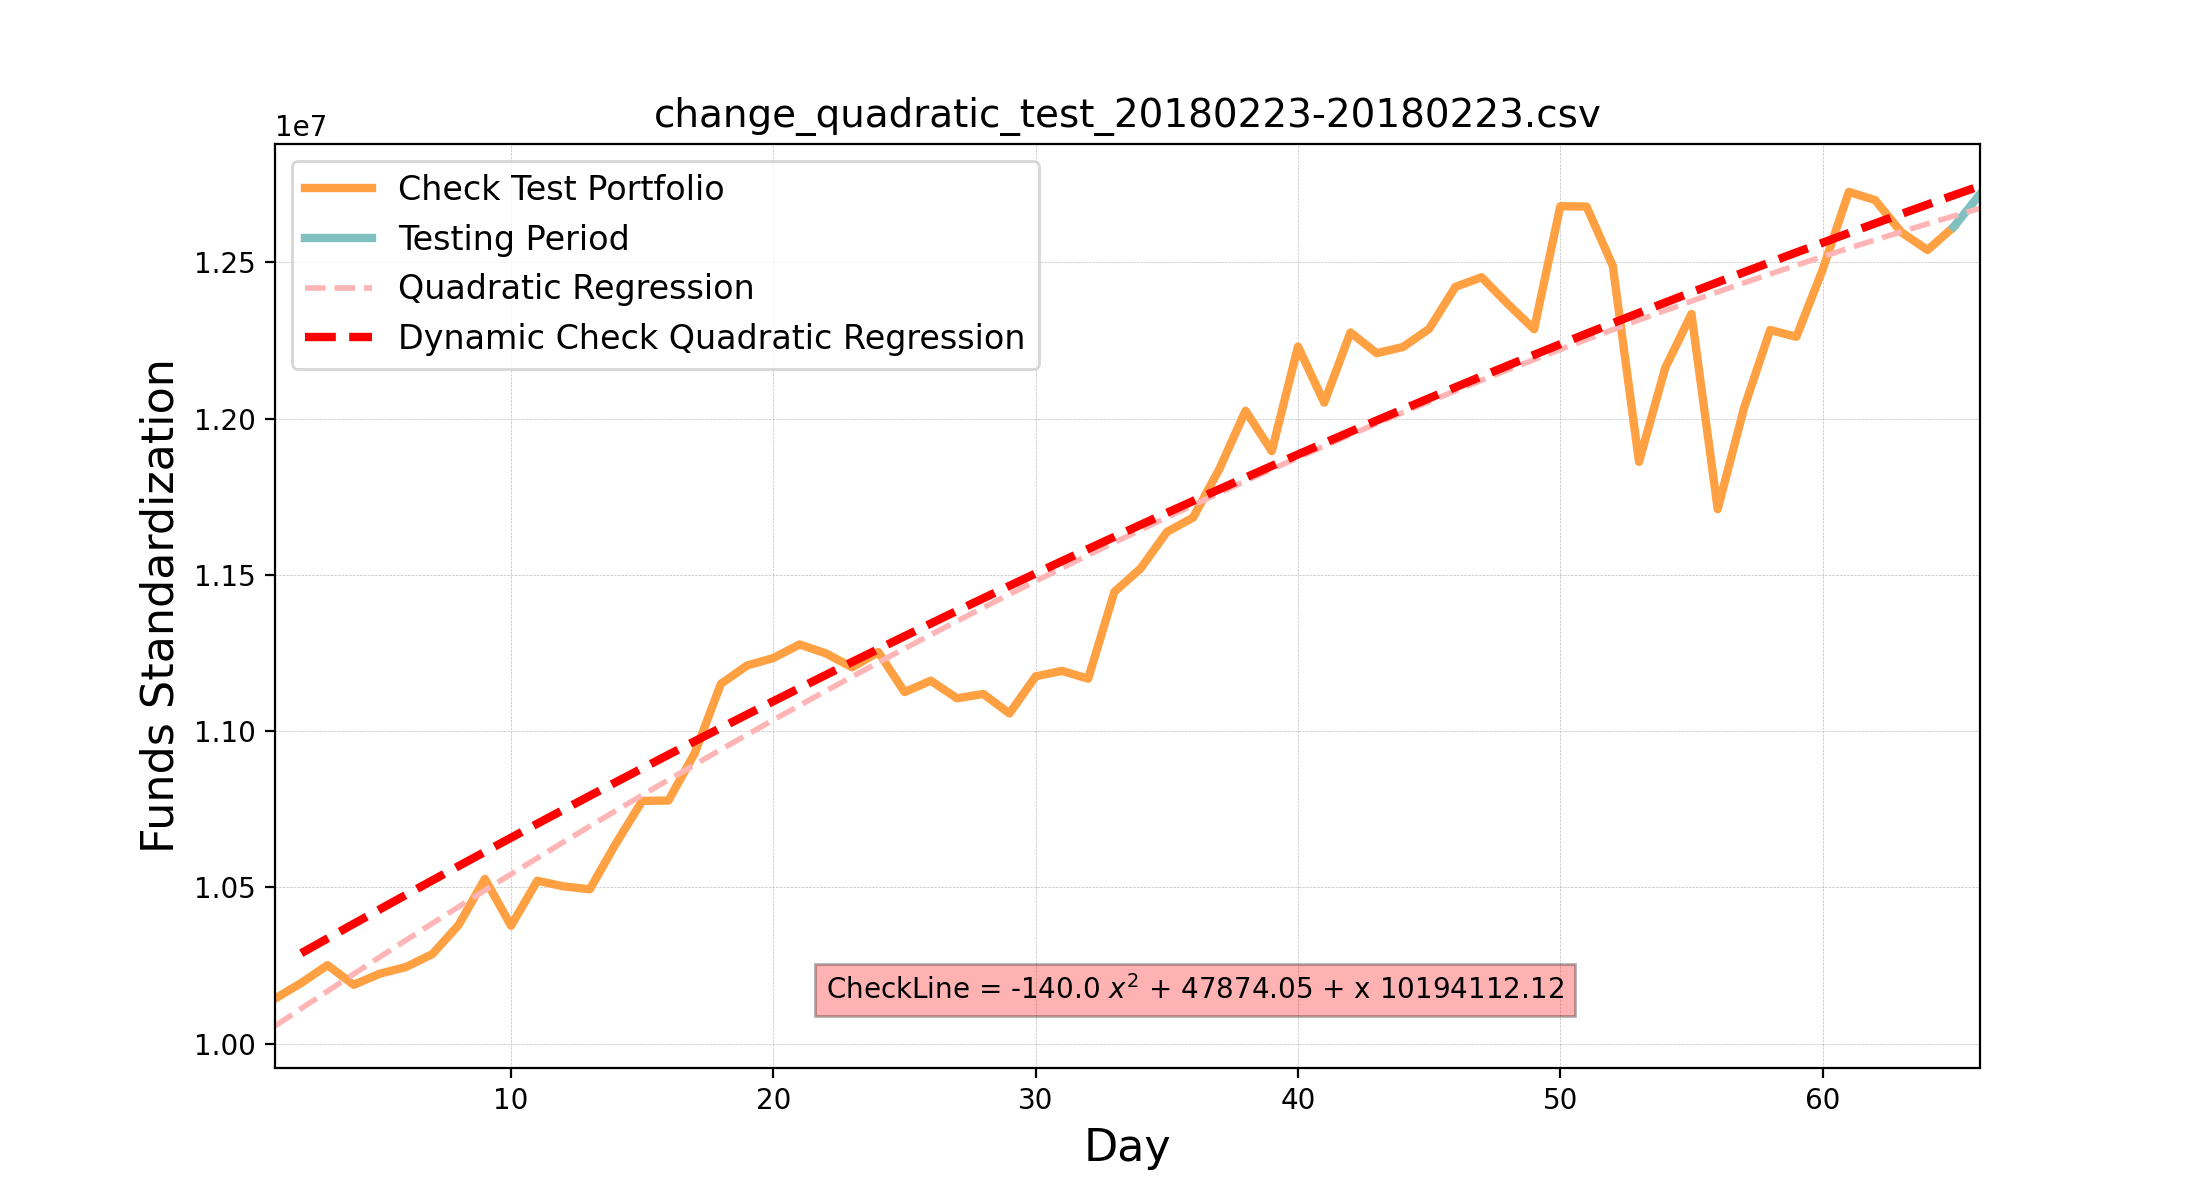 change_quadratic_test_20180223-20180223.csv
1e7
Check Test Portfolio
Testing Period
Quadratic Regression
Dynamic Check Quadratic Regression
1.25
1.20
1.15
1.10
1.05
1.00
Funds Standardization
CheckLine = -140.0 x² + 47874.05 + x 10194112.12
10 20 30 40 50 60
Day